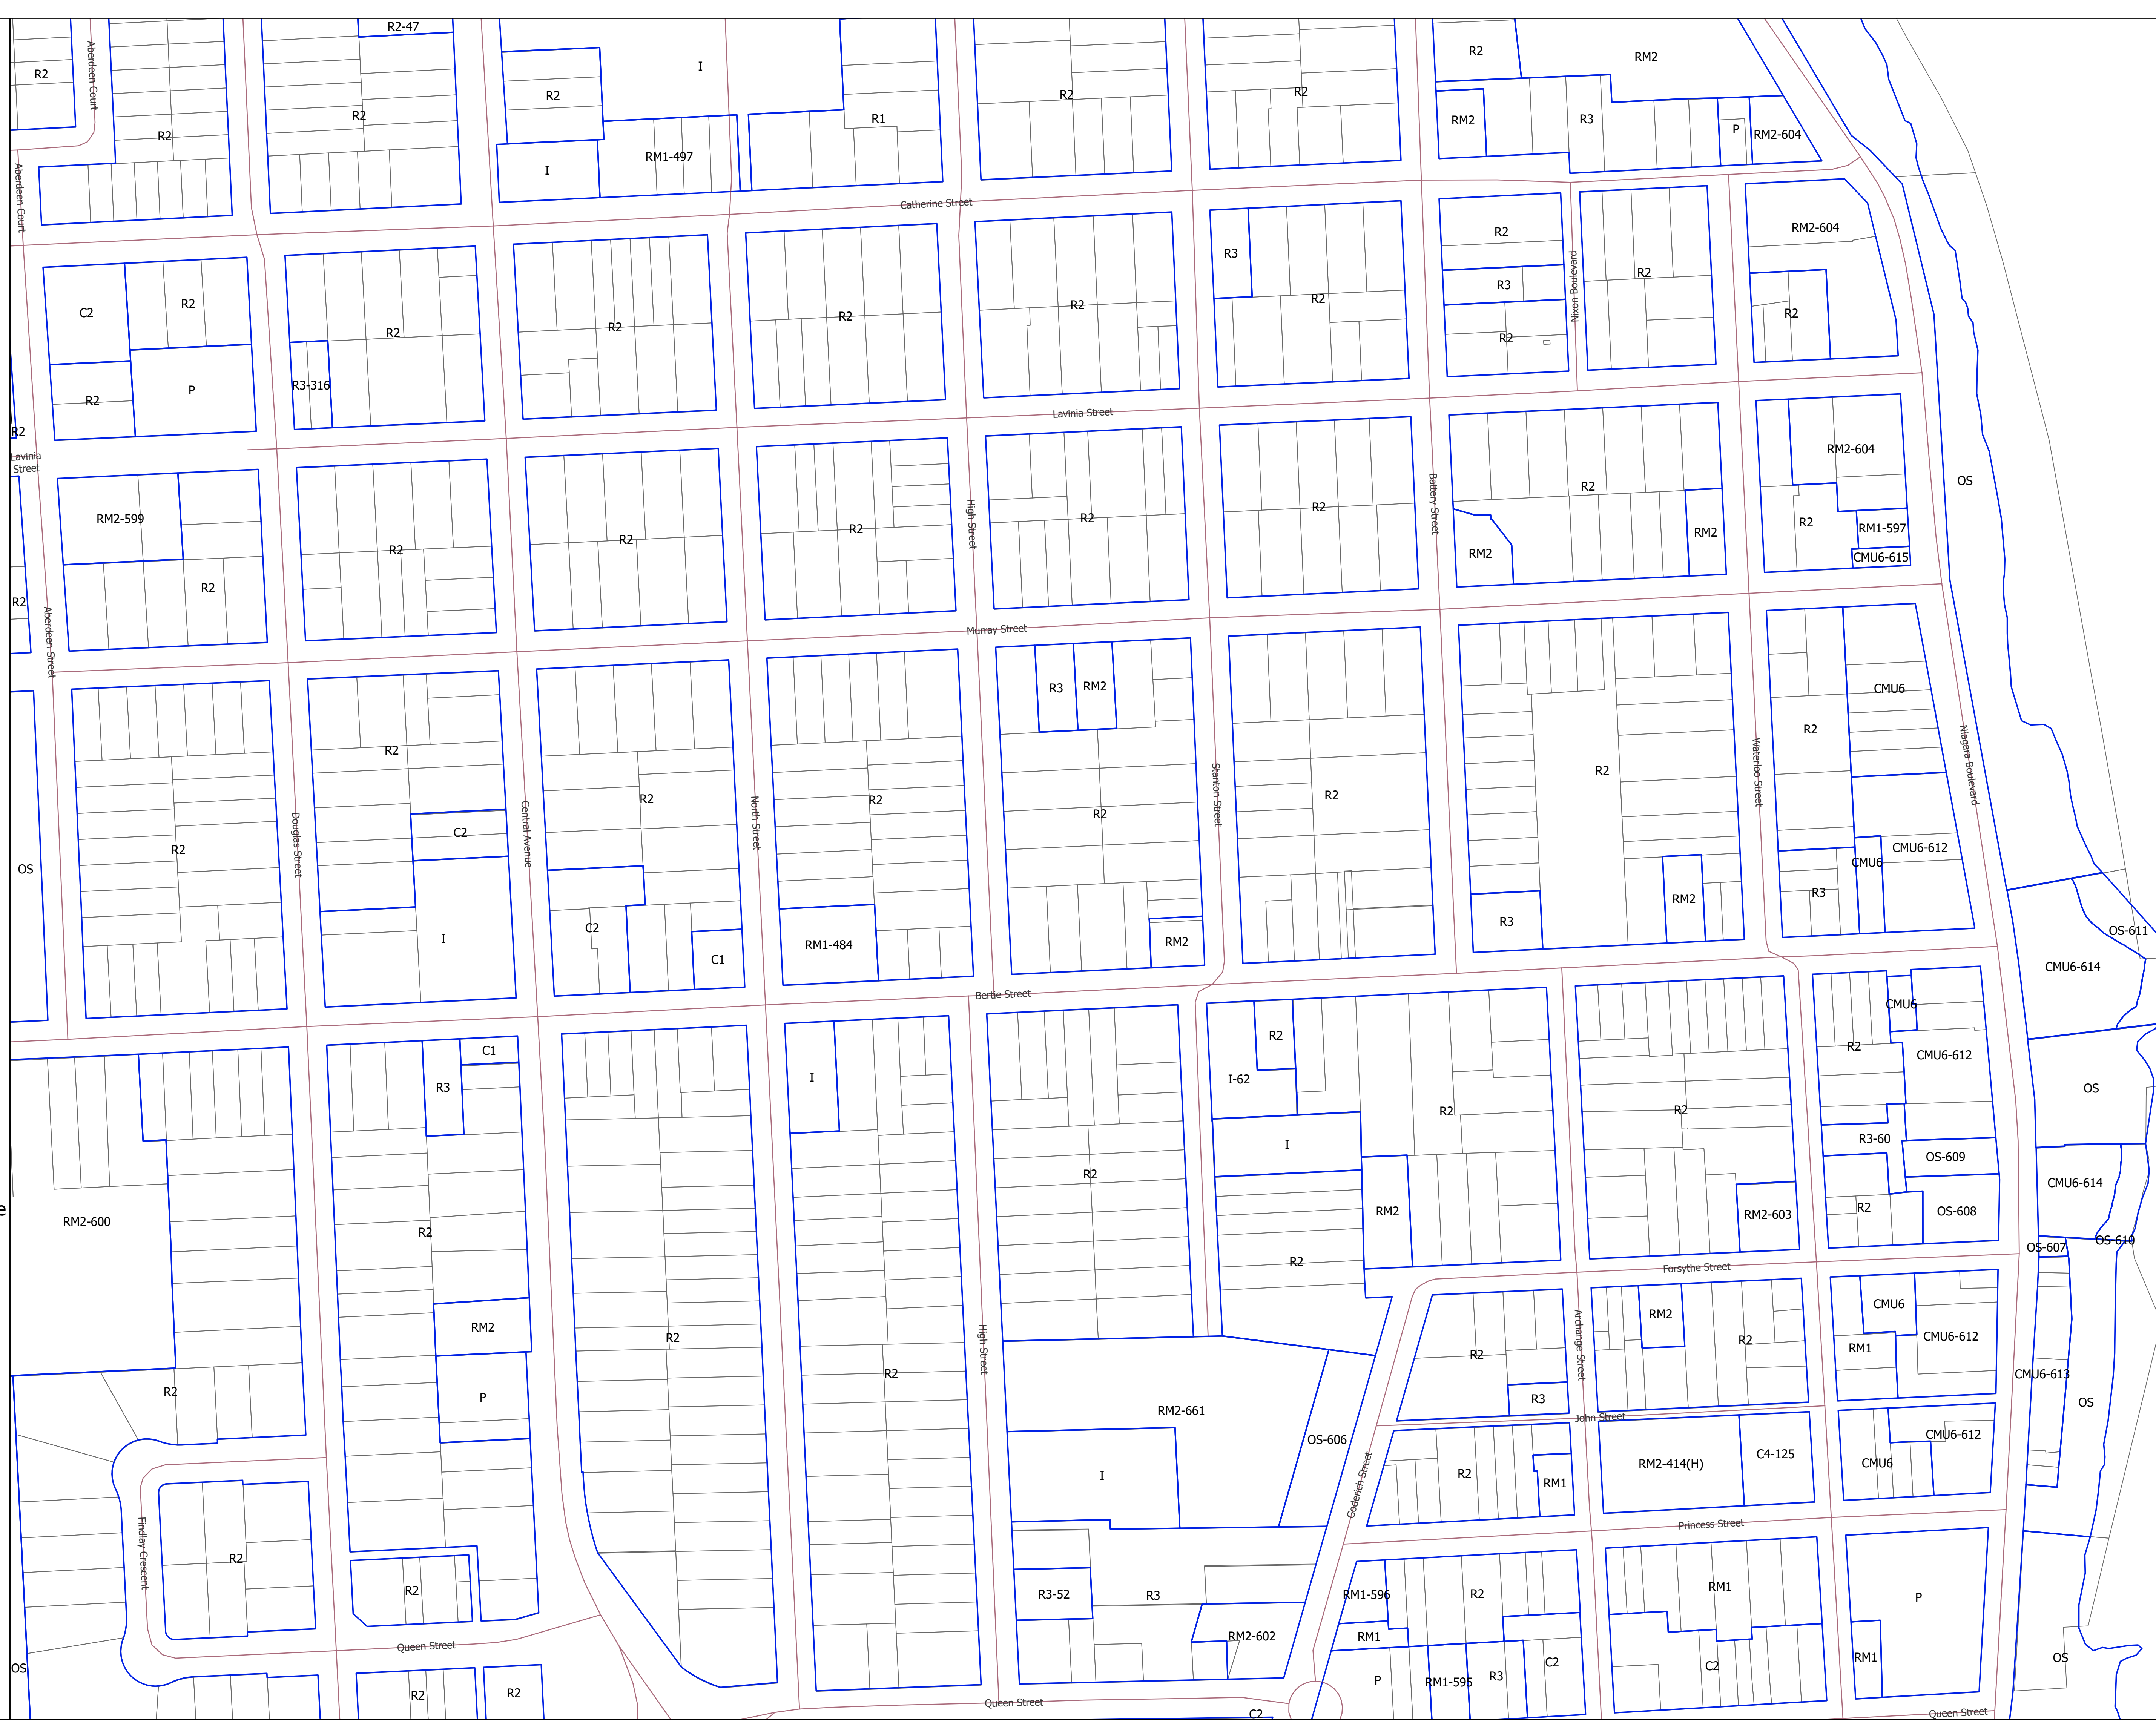 R2-47
R2
Aberdeen Court
R2
R2
R2
I
I
RM1-497
R1
R2
R2
R2
RM2
RM2
R3
P
RM2-604
Aberdeen Court
Catherine Street
C2
R2
R2
P
R2
R3-316
R2
R2
R2
R3
R2
R2
R3
R2
Nixon Boulevard
R2
RM2-604
R2
R2
Lavinia
Street
Lavinia Street
RM2-599
R2
R2
R2
R2
R2
High Street
R2
R2
Battery Street
R2
RM2
RM2
RM2-604
R2
RM1-597
CMU6-615
OS
R2
Aberdeen Street
Murray Street
R2
R2
R3
RM2
R2
CMU6
Niagara Boulevard
OS
R2
Douglas Street
C2
I
Central Avenue
R2
C2
C1
North Street
R2
RM1-484
R2
RM2
Stanton Street
R2
R2
R3
RM2
Waterloo Street
R3
CMU6
CMU6-612
OS-611
CMU6-614
Bertie Street
C1
R3
I
R2
I-62
I
R2
R2
CMU6
R2
CMU6-612
OS
R3-60
OS-609
CMU6-614
e
RM2-600
R2
R2
RM2
R2
RM2-603
R2
OS-608
OS-607
OS-610
Forsythe Street
R2
RM2
P
R2
High Street
R2
RM2-661
I
OS-606
Goderich Street
R2
R3
Archange Street
RM2
R2
CMU6
RM1
CMU6-612
CMU6-613
OS
John Street
R2
RM1
RM2-414(H)
C4-125
CMU6
CMU6-612
Princess Street
Findlay Crescent
R2
R2
R3-52
R3
RM2-602
RM1-596
RM1
R2
RM1
P
Queen Street
OS
R2
R2
Queen Street
C2
P
RM1-595
R3
C2
C2
RM1
OS
Queen Street